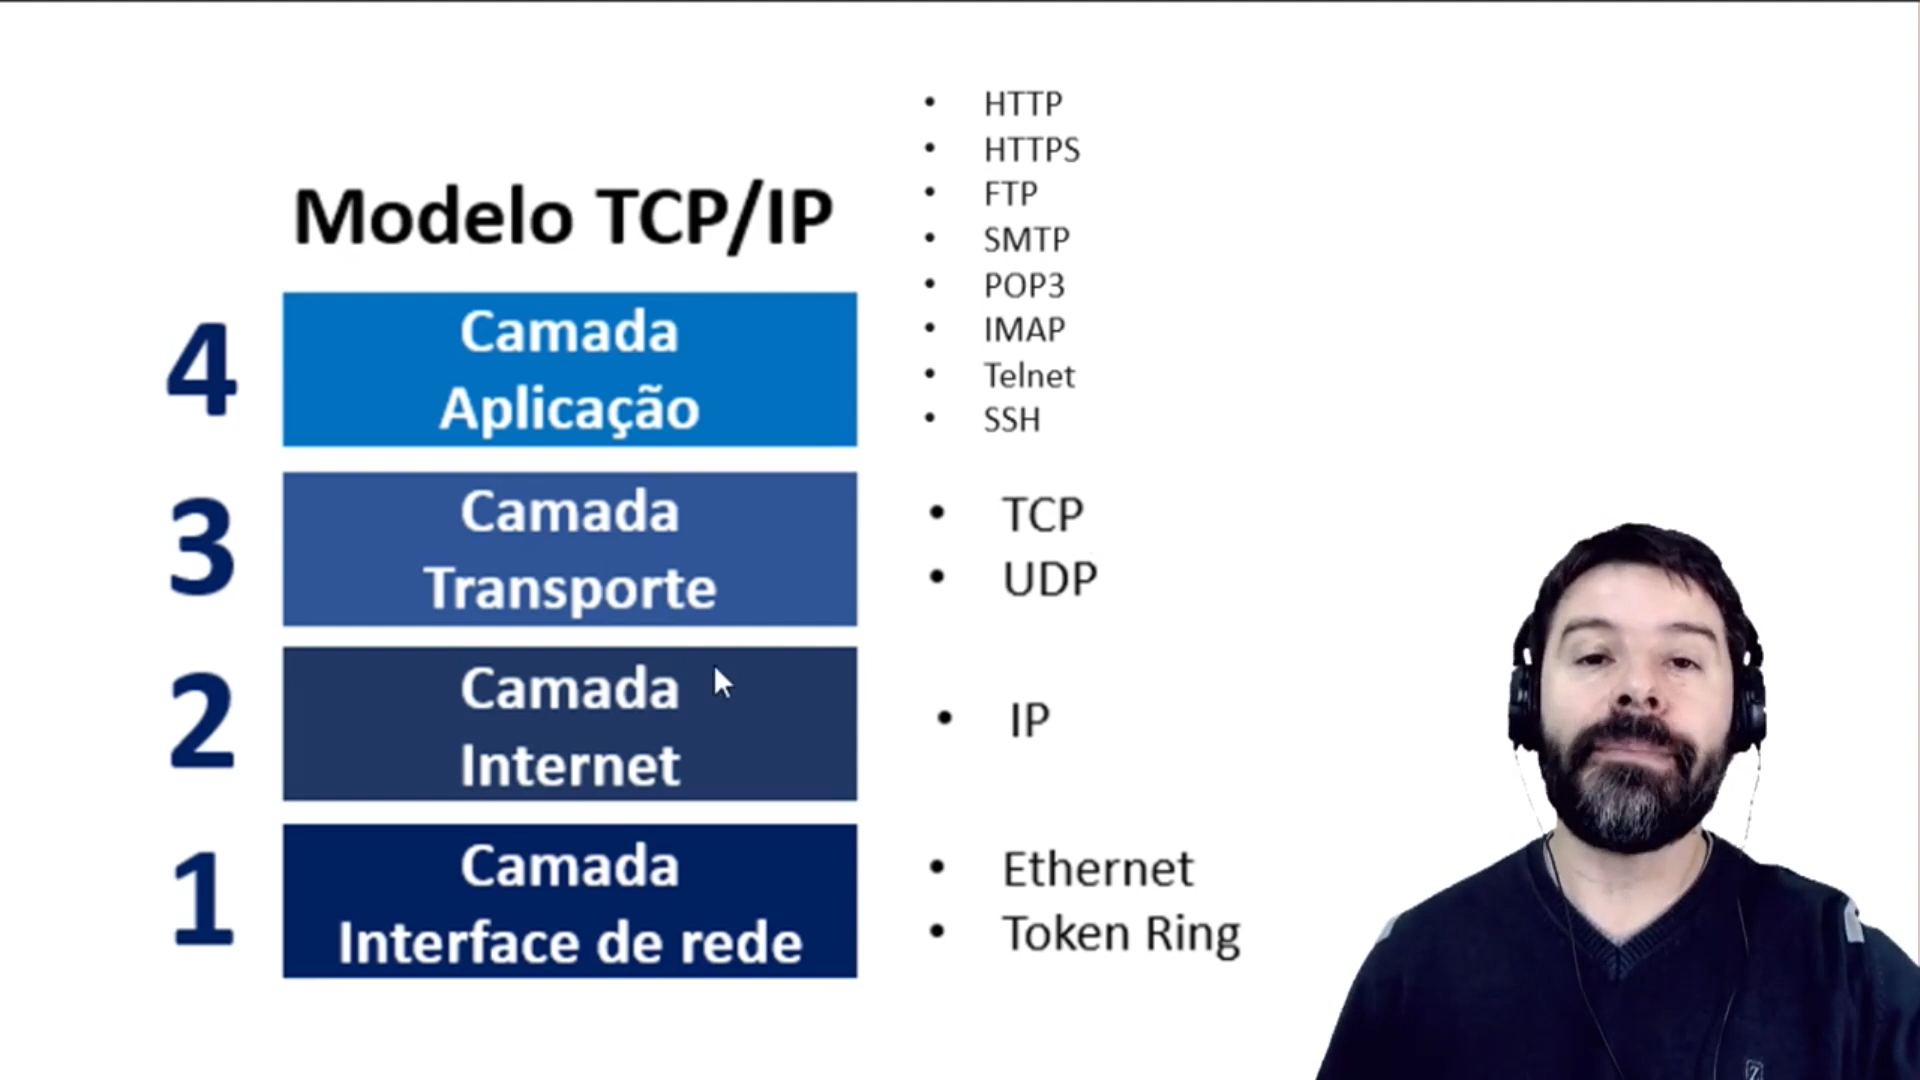 Modelo TCP/IP
4
Camada
Aplicação
• HTTP
• HTTPS
• FTP
• SMTP
• POP3
• IMAP
• Telnet
• SSH
3
Camada
Transporte
• TCP
• UDP
2
Camada
Internet
• IP
1
Camada
Interface de rede
• Ethernet
• Token Ring